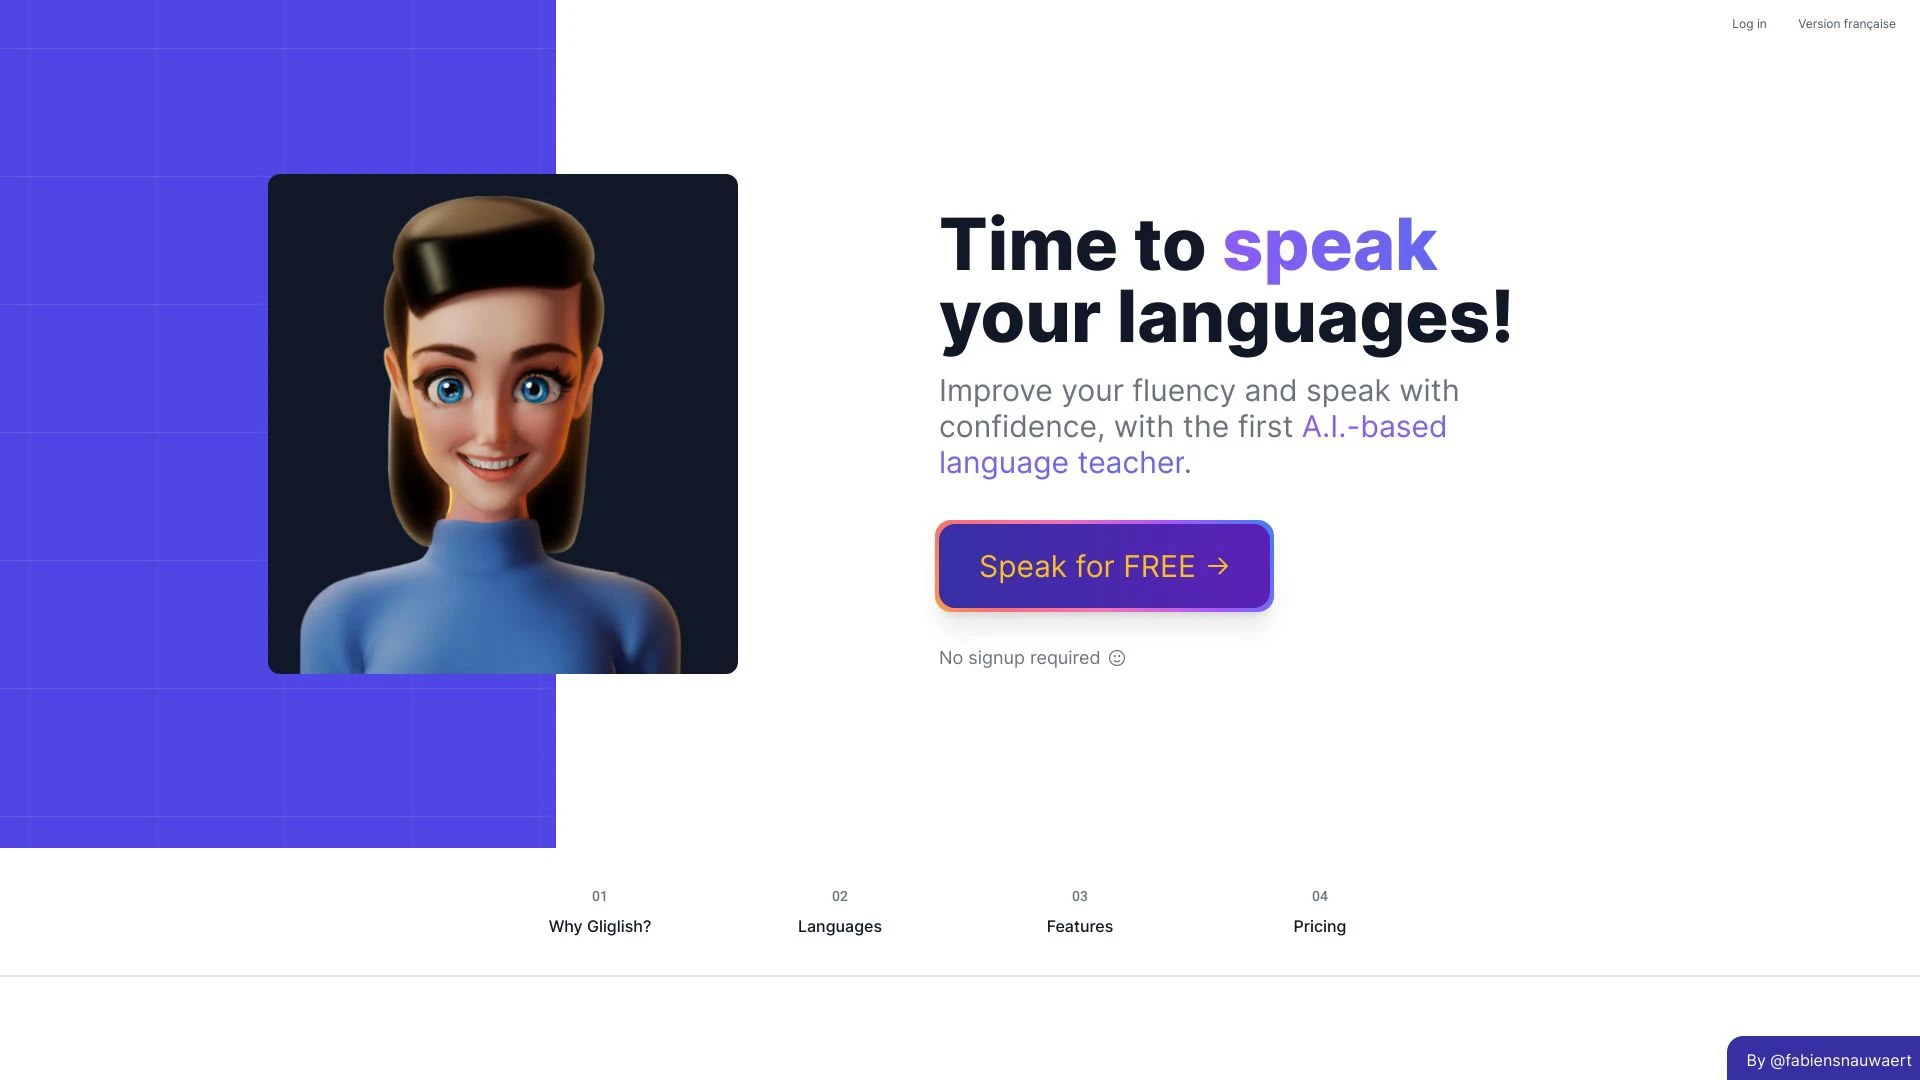 Log in
Version française
Time to speak
your languages!
Improve your fluency and speak with
confidence, with the first A.I.-based
language teacher.
Speak for FREE →
No signup required
01
Why Gliglish?
02
Languages
03
Features
04
Pricing
By @fabiensnauwaert